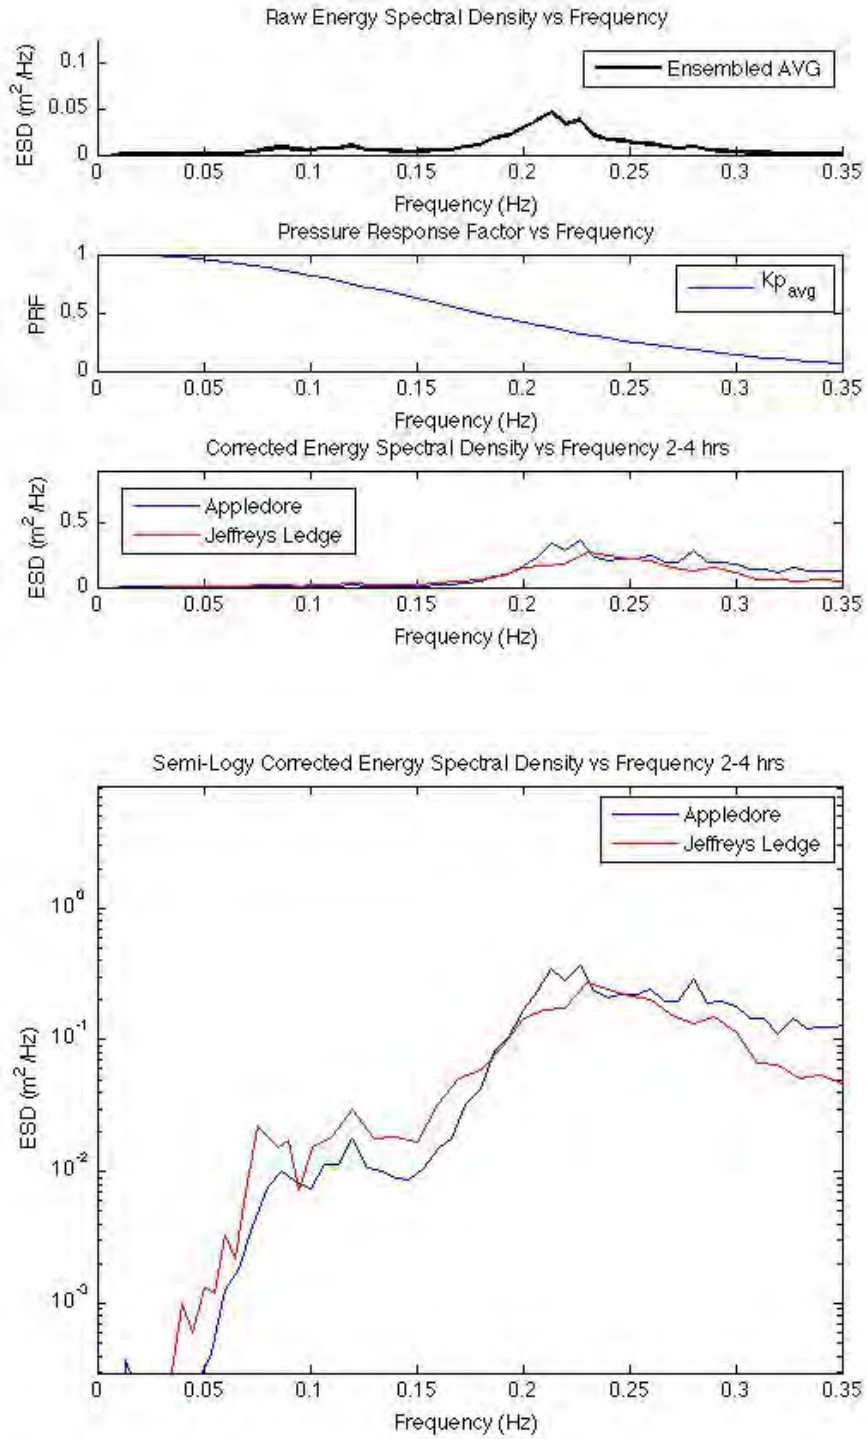 Raw Energy Spectral Density vs Frequency
ESD (m²/Hz)
0.1
0.05
0
Ensembled AVG
0 0.05 0.1 0.15 0.2 0.25 0.3 0.35
Frequency (Hz)
Pressure Response Factor vs Frequency
PRF
1
0.5
0
Kp_avg
0 0.05 0.1 0.15 0.2 0.25 0.3 0.35
Frequency (Hz)
Corrected Energy Spectral Density vs Frequency 2-4 hrs
ESD (m²/Hz)
0.5
0
Appledore
Jeffreys Ledge
0 0.05 0.1 0.15 0.2 0.25 0.3 0.35
Frequency (Hz)
Semi-Logy Corrected Energy Spectral Density vs Frequency 2-4 hrs
Appledore
Jeffreys Ledge
ESD (m²/Hz)
10⁰
10⁻¹
10⁻²
10⁻³
0 0.05 0.1 0.15 0.2 0.25 0.3 0.35
Frequency (Hz)